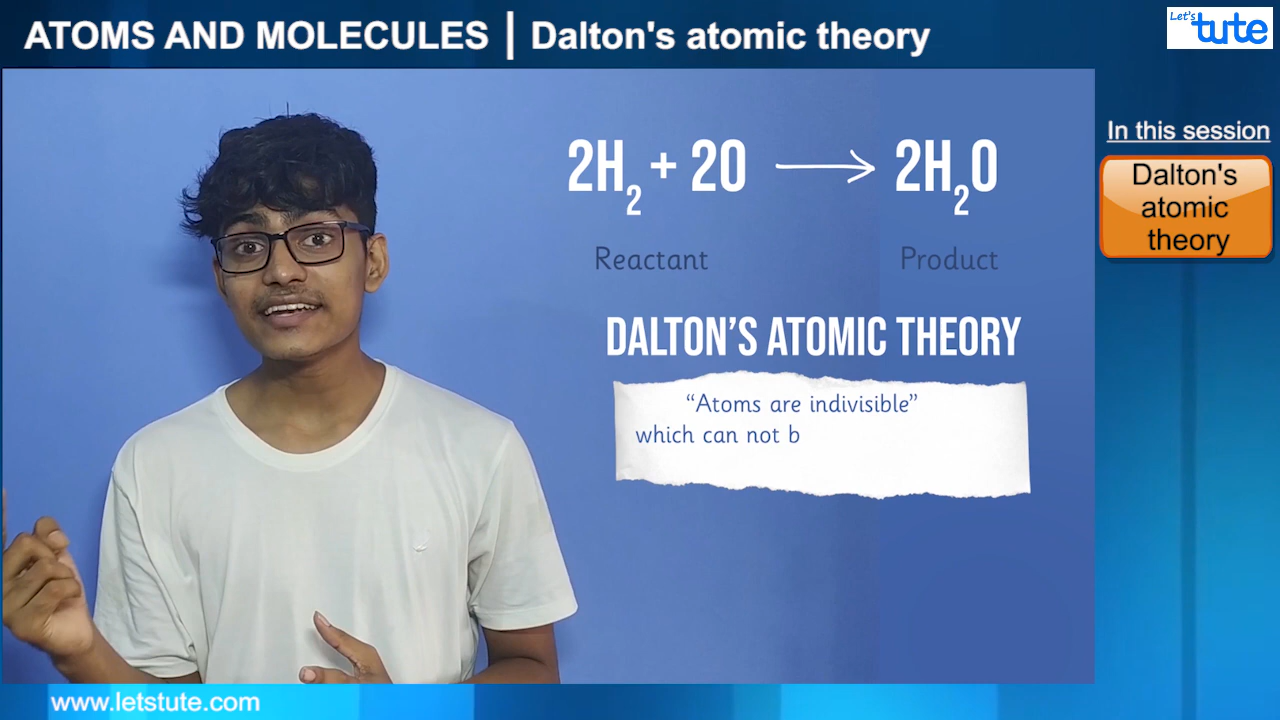 ATOMS AND MOLECULES | Dalton's atomic theory
Let's
tute
In this session
Dalton's
atomic
theory
2H₂ + 2O → 2H₂O
Reactant Product
DALTON'S ATOMIC THEORY
“Atoms are indivisible”
which can not b
www.letstute.com